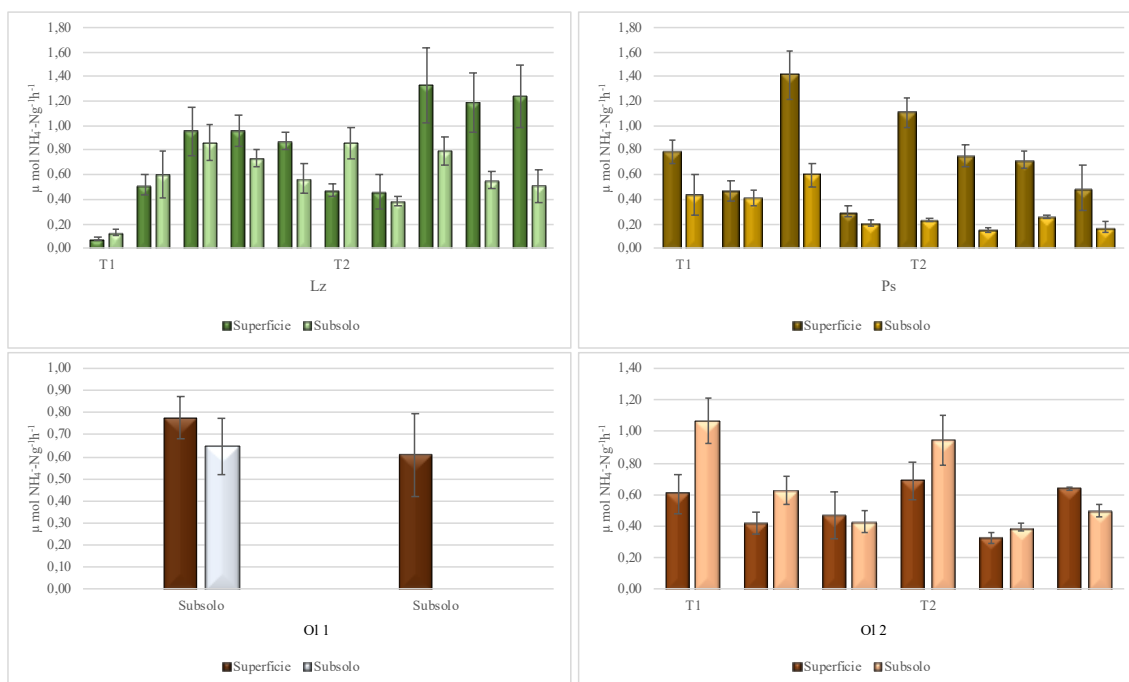 1,80
1,60
1,40
1,20
1,00
0,80
0,60
0,40
0,20
0,00
μ mol NH₄⁻-Ng⁻¹h⁻¹
T1 T2
Lz
Superfície Subsolo
1,80
1,60
1,40
1,20
1,00
0,80
0,60
0,40
0,20
0,00
μ mol NH₄⁻-Ng⁻¹h⁻¹
T1 T2
Ps
Superfície Subsolo
1,00
0,90
0,80
0,70
0,60
0,50
0,40
0,30
0,20
0,10
0,00
μ mol NH₄⁻-Ng⁻¹h⁻¹
Subsolo Subsolo
Ol 1
Superfície Subsolo
1,40
1,20
1,00
0,80
0,60
0,40
0,20
0,00
μ mol NH₄⁻-Ng⁻¹h⁻¹
T1 T2
Ol 2
Superfície Subsolo